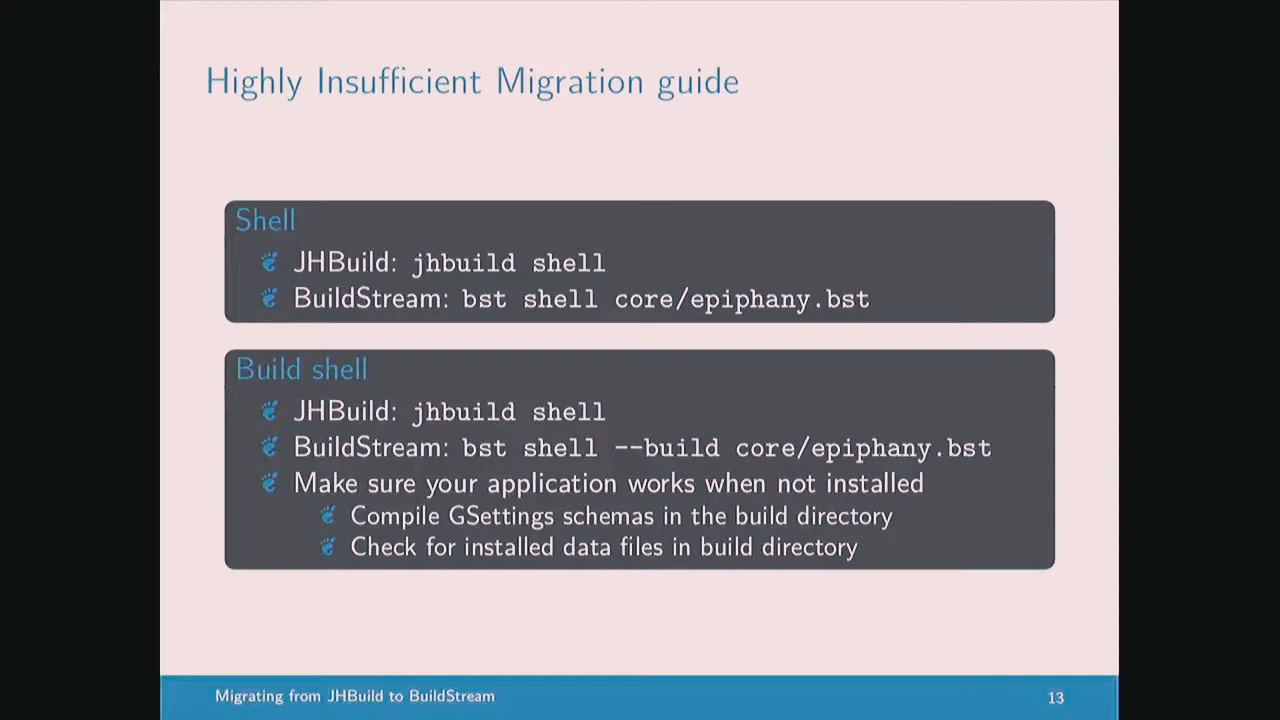 Highly Insufficient Migration guide
Shell
JHBuild: jhbuild shell
BuildStream: bst shell core/epiphany.bst
Build shell
JHBuild: jhbuild shell
BuildStream: bst shell --build core/epiphany.bst
Make sure your application works when not installed
Compile GSettings schemas in the build directory
Check for installed data files in build directory
Migrating from JHBuild to BuildStream
13